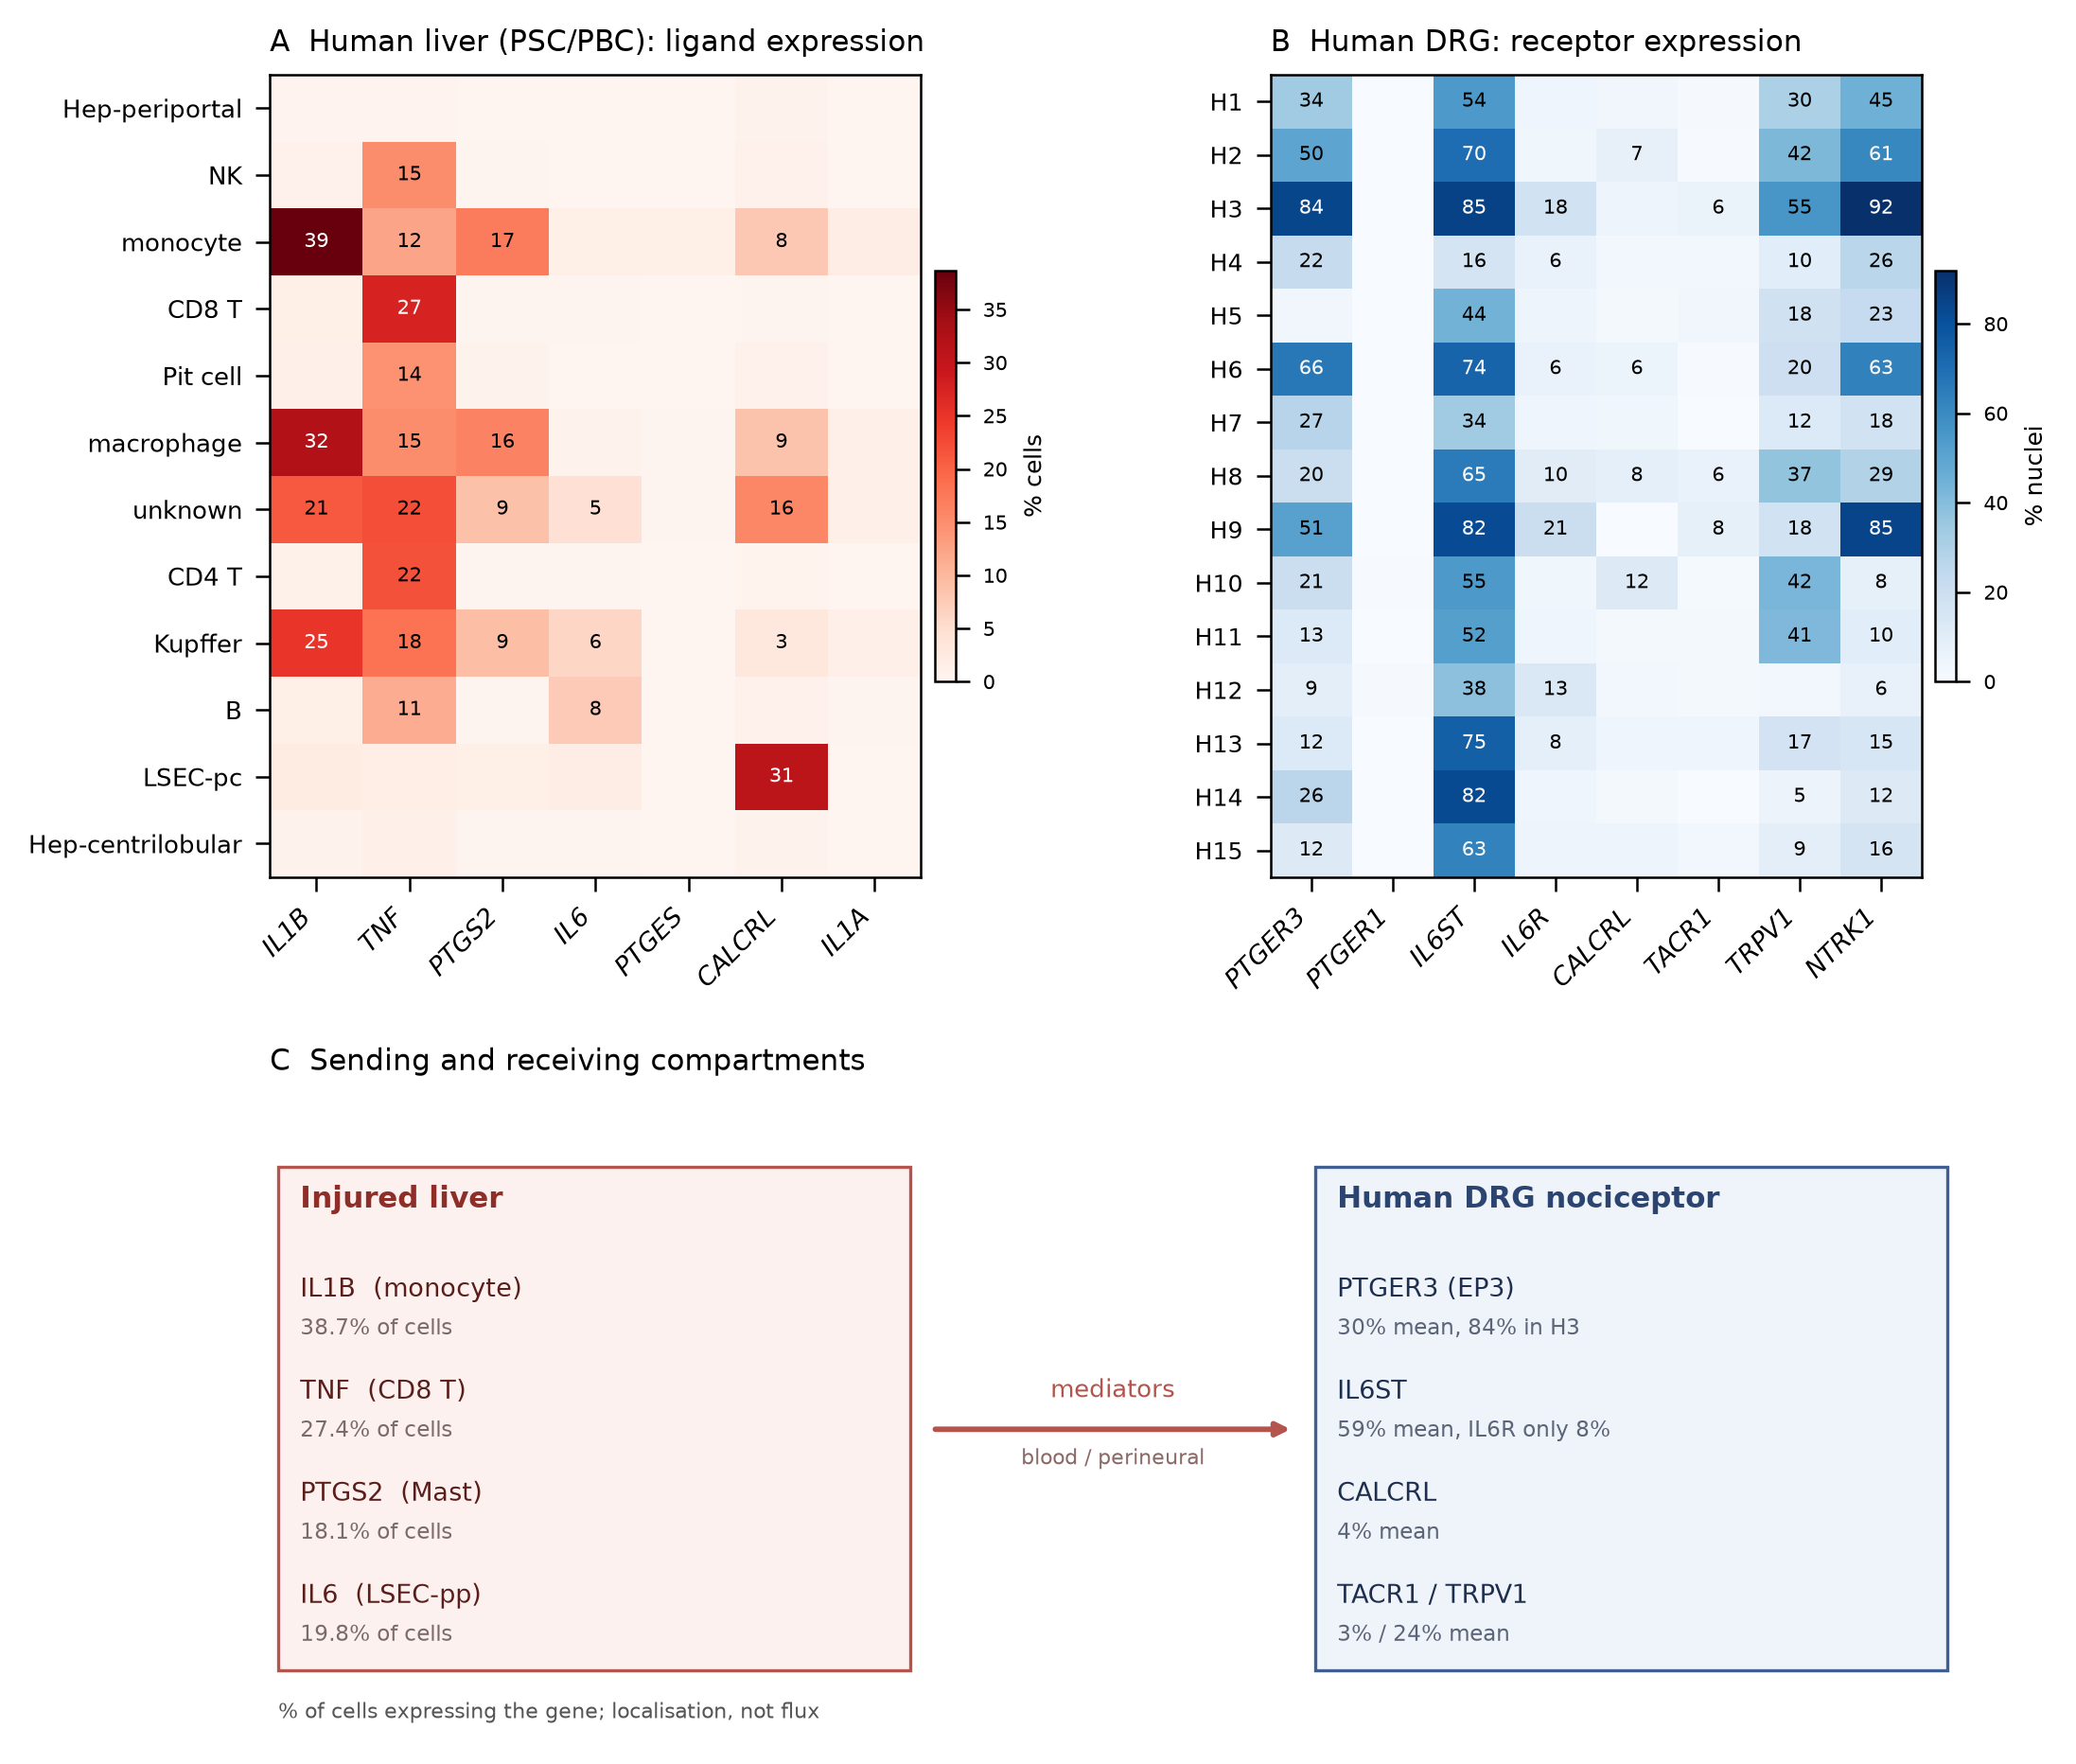 A  Human liver (PSC/PBC): ligand expression
Hep-periportal
NK 15
monocyte 39 12 17 8
CD8 T 27
Pit cell 14
macrophage 32 15 16 9
unknown 21 22 9 5 16
CD4 T 22
Kupffer 25 18 9 6 3
B 11 8
LSEC-pc 31
Hep-centrilobular
IL1B TNF PTGS2 IL6 PTGES CALCRL IL1A
35
30
25
20
15
10
5
0
% cells
B  Human DRG: receptor expression
H1 34 54 30 45
H2 50 70 7 42 61
H3 84 85 18 6 55 92
H4 22 16 6 10 26
H5 44 18 23
H6 66 74 6 6 20 63
H7 27 34 12 18
H8 20 65 10 8 6 37 29
H9 51 82 21 8 18 85
H10 21 55 12 42 8
H11 13 52 41 10
H12 9 38 13 6
H13 12 75 8 17 15
H14 26 82 5 12
H15 12 63 9 16
PTGER3 PTGER1 IL6ST IL6R CALCRL TACR1 TRPV1 NTRK1
80
60
40
20
0
% nuclei
C  Sending and receiving compartments
Injured liver
IL1B  (monocyte)
38.7% of cells
TNF  (CD8 T)
27.4% of cells
PTGS2  (Mast)
18.1% of cells
IL6  (LSEC-pp)
19.8% of cells
mediators
blood / perineural
Human DRG nociceptor
PTGER3 (EP3)
30% mean, 84% in H3
IL6ST
59% mean, IL6R only 8%
CALCRL
4% mean
TACR1 / TRPV1
3% / 24% mean
% of cells expressing the gene; localisation, not flux